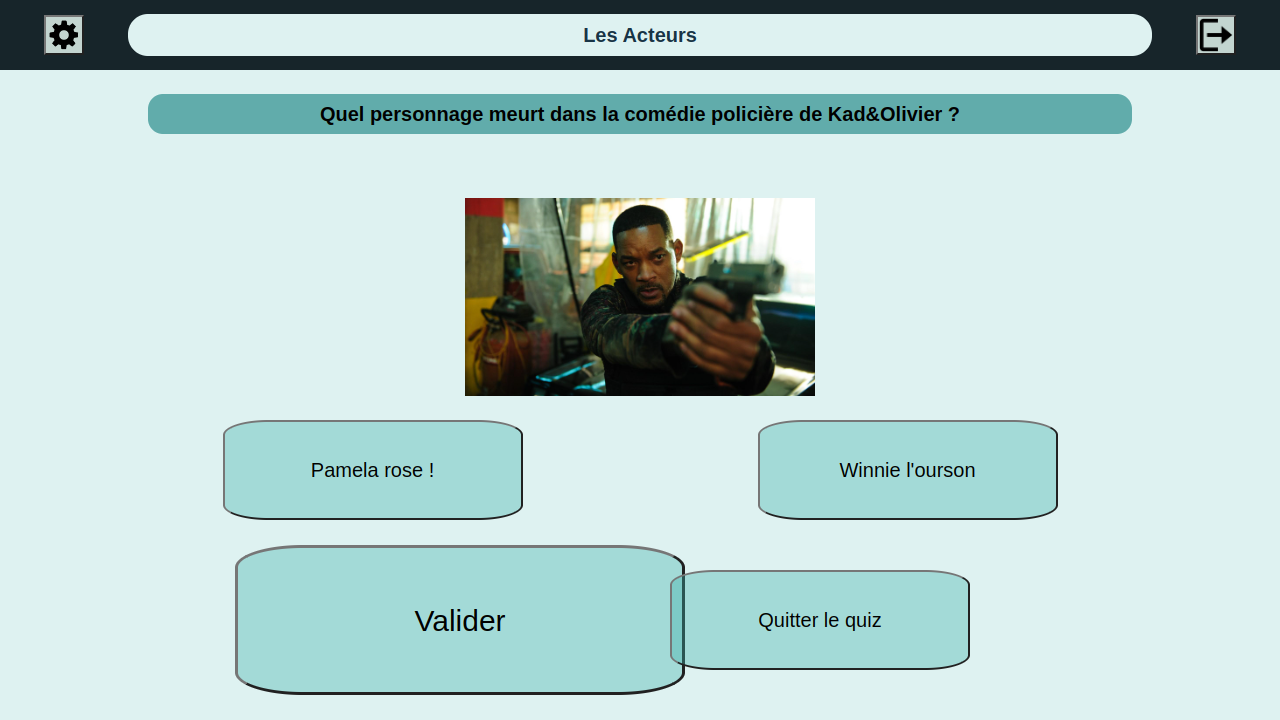 Les Acteurs
Quel personnage meurt dans la comédie policière de Kad&Olivier ?
Pamela rose !
Winnie l'ourson
Valider
Quitter le quiz